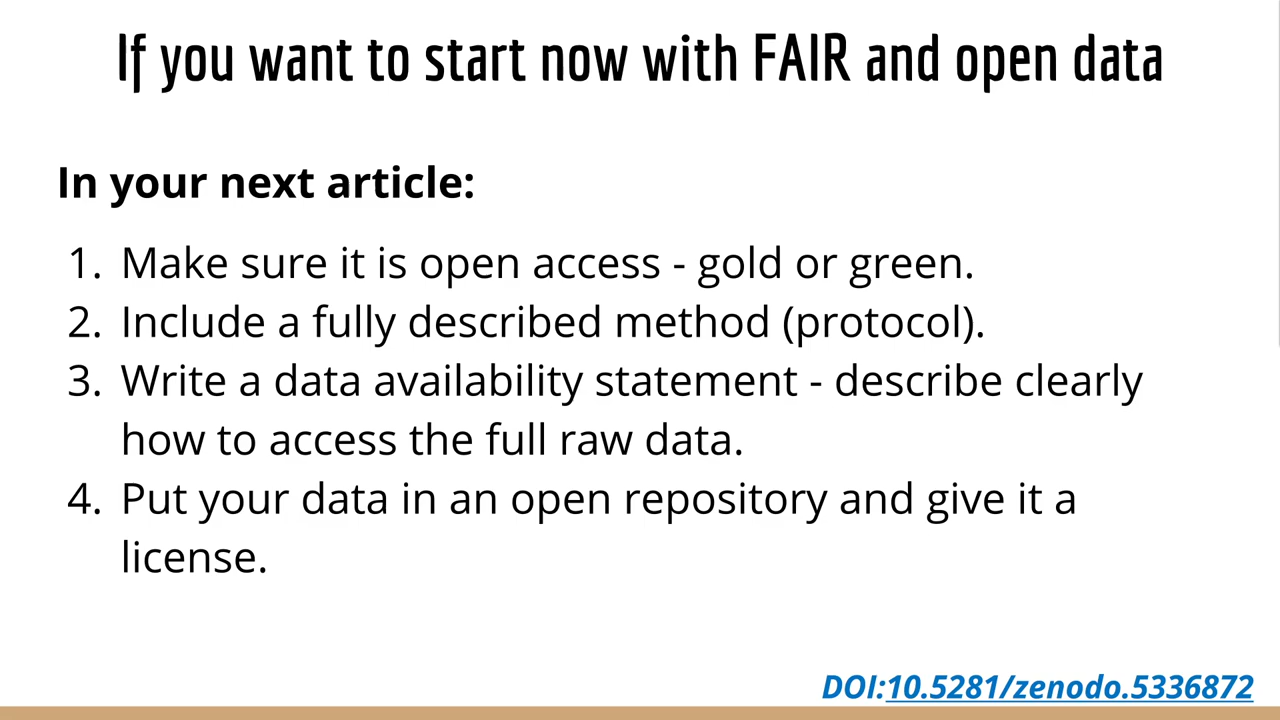 If you want to start now with FAIR and open data
In your next article:
1. Make sure it is open access - gold or green.
2. Include a fully described method (protocol).
3. Write a data availability statement - describe clearly
how to access the full raw data.
4. Put your data in an open repository and give it a
license.
DOI:10.5281/zenodo.5336872